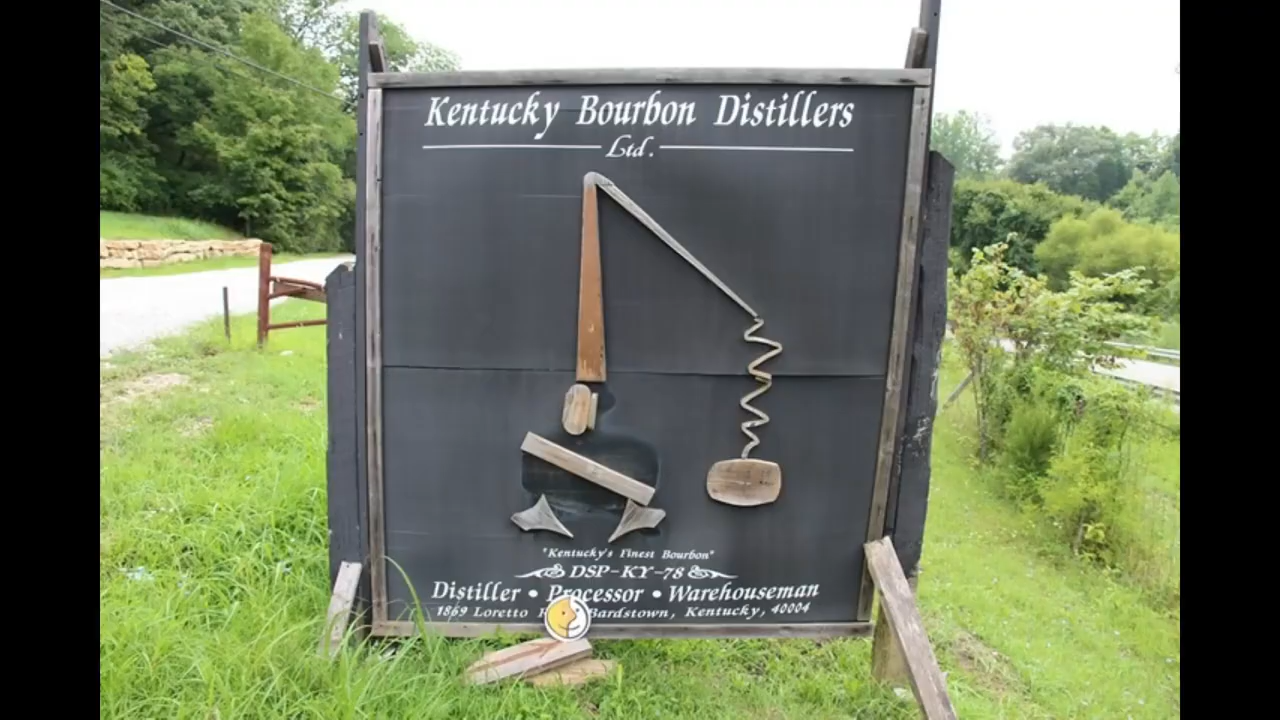 Kentucky Bourbon Distillers
Ltd.
"Kentucky's Finest Bourbon"
DSP-KY-78
Distiller • Processor • Warehouseman
1869 Loretto Bardstown, Kentucky, 40004